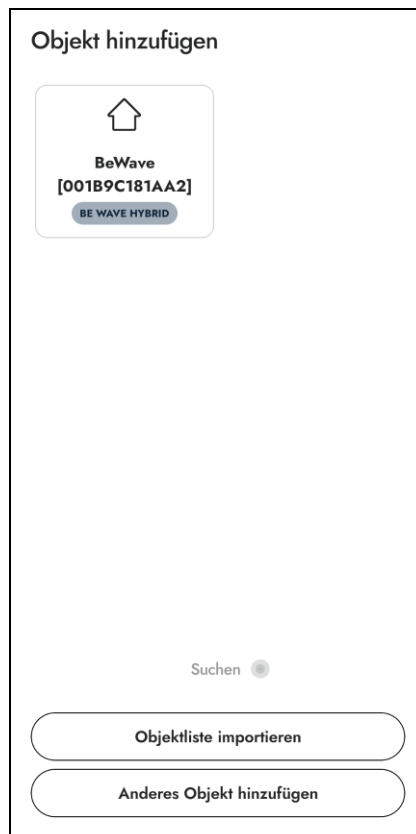 Objekt hinzufügen
BeWave
[001B9C181AA2]
BE WAVE HYBRID
Suchen
Objektliste importieren
Anderes Objekt hinzufügen